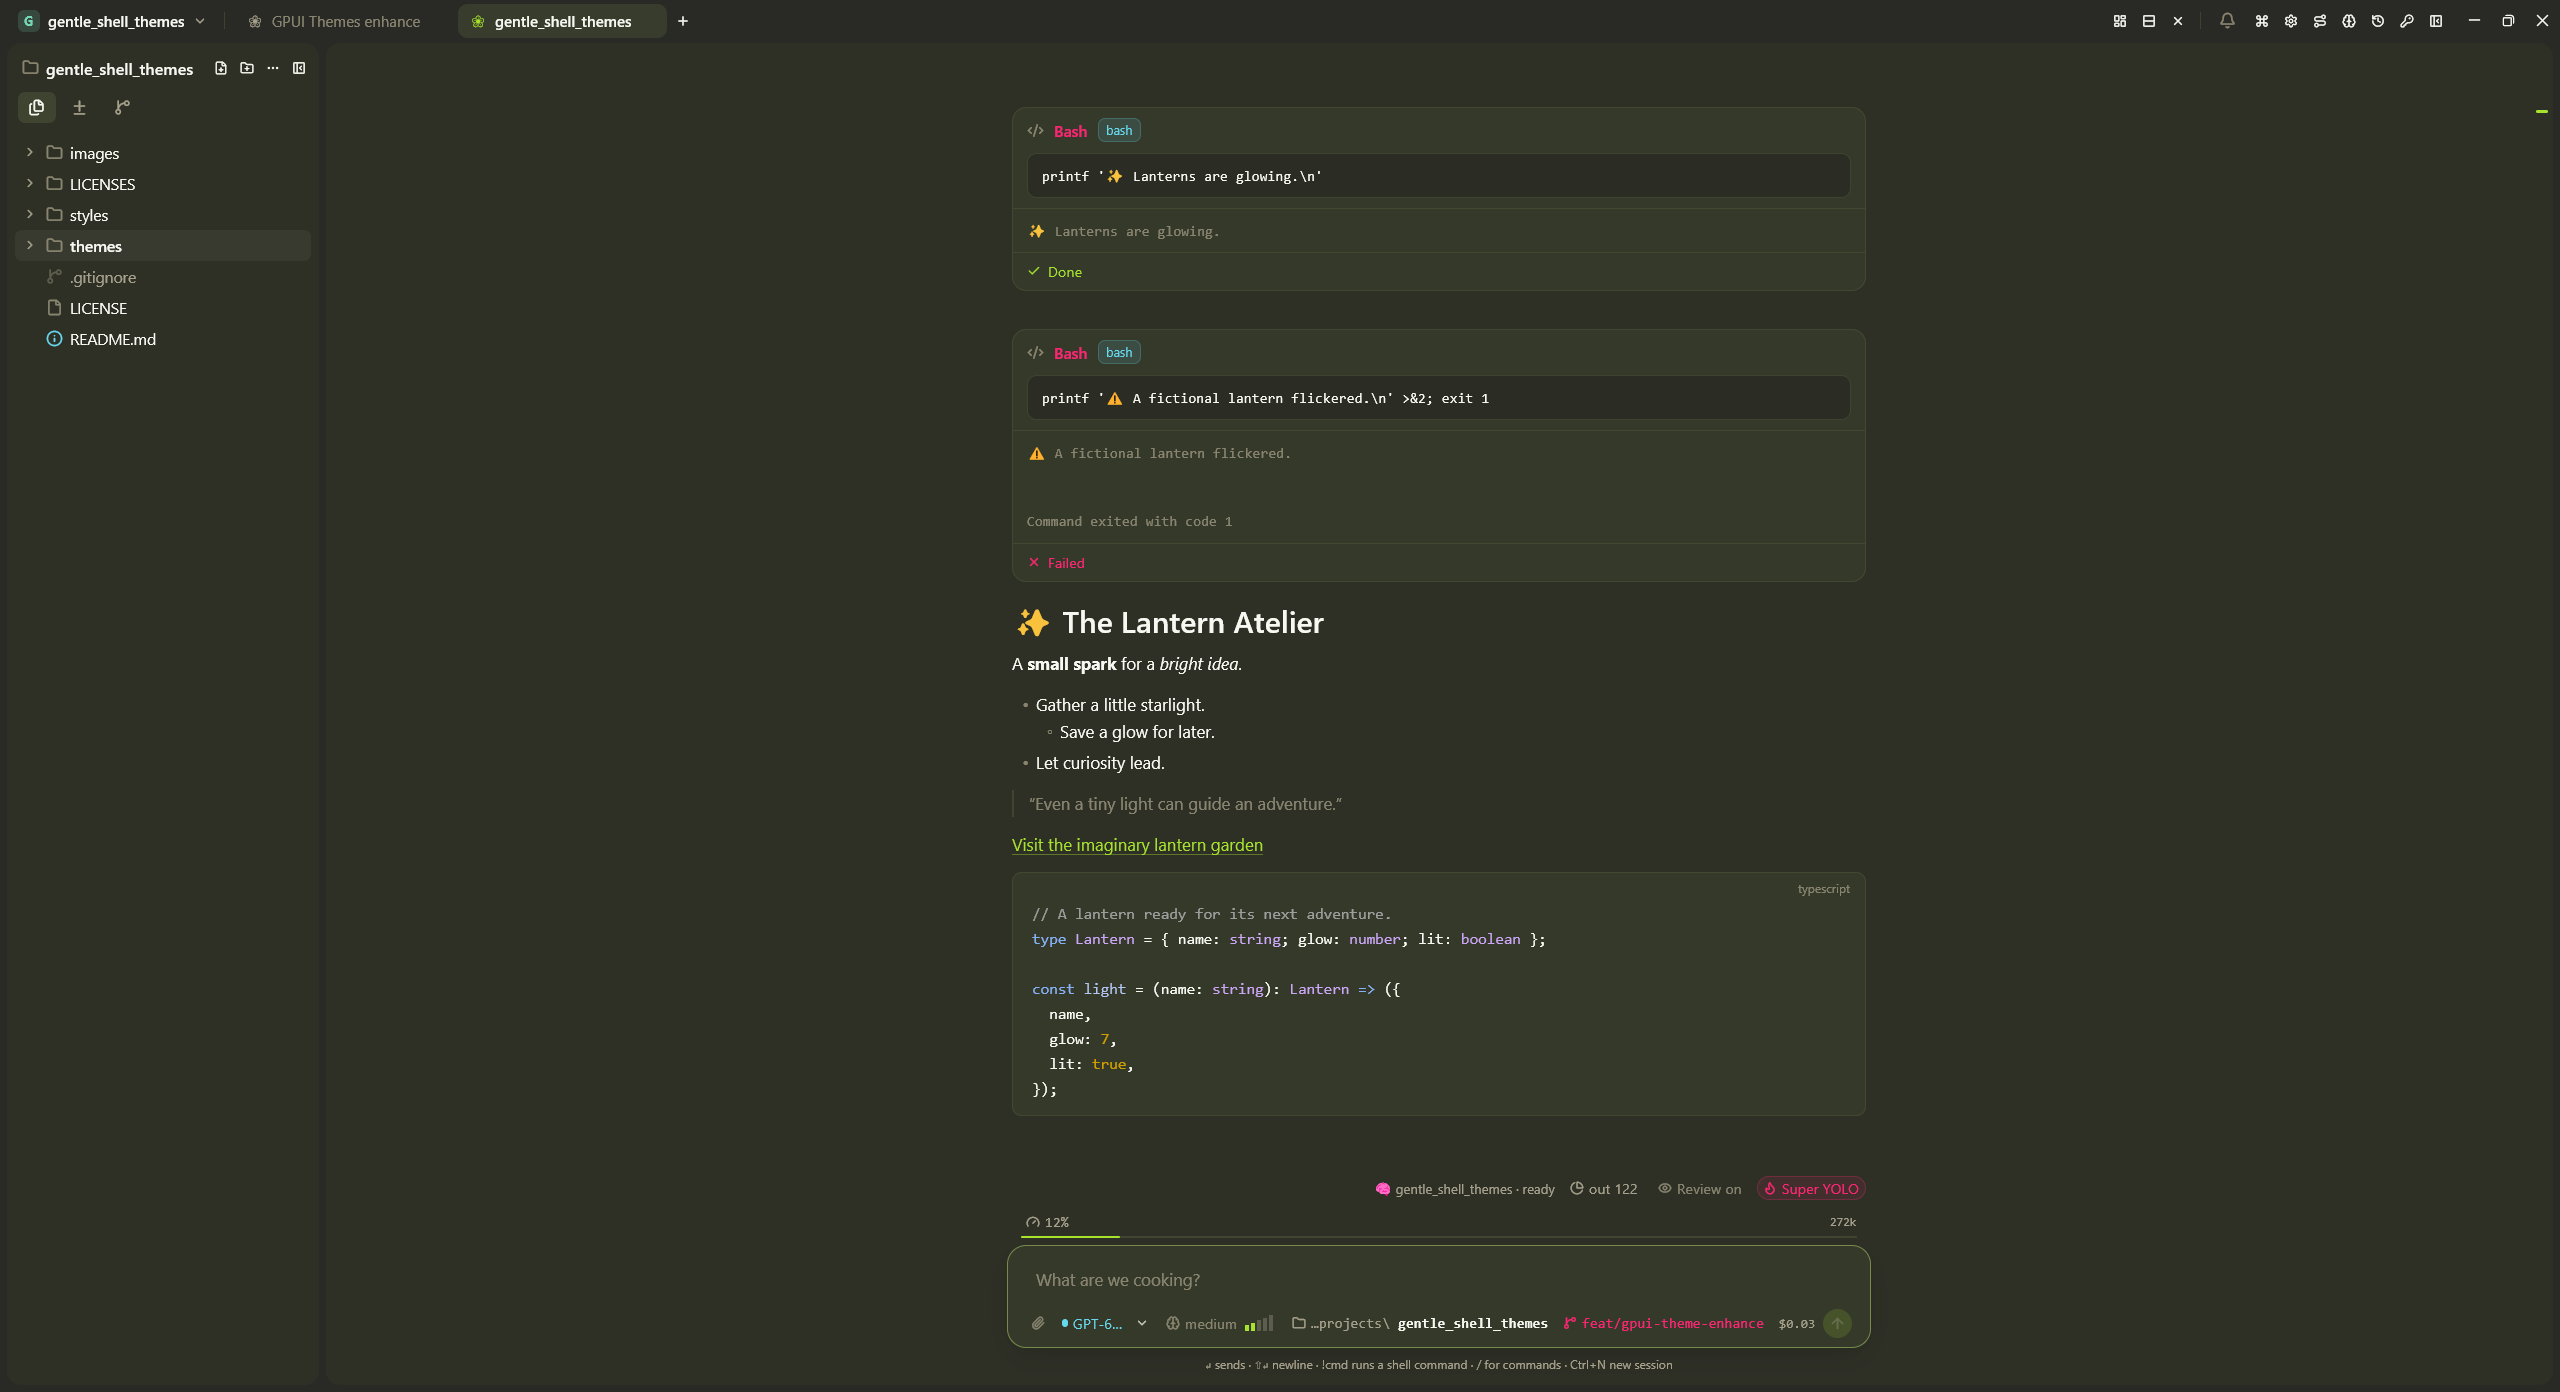 G gentle_shell_themes
GPUI Themes enhance
gentle_shell_themes
gentle_shell_themes
images
LICENSES
styles
themes
.gitignore
LICENSE
README.md
Bash bash
printf '✨ Lanterns are glowing.\n'
✨ Lanterns are glowing.
Done
Bash bash
printf '⚠️ A fictional lantern flickered.\n' >&2; exit 1
⚠️ A fictional lantern flickered.
Command exited with code 1
Failed
✨ The Lantern Atelier
A small spark for a bright idea.
• Gather a little starlight.
◦ Save a glow for later.
• Let curiosity lead.
“Even a tiny light can guide an adventure.”
Visit the imaginary lantern garden
typescript
// A lantern ready for its next adventure.
type Lantern = { name: string; glow: number; lit: boolean };
const light = (name: string): Lantern => ({
name,
glow: 7,
lit: true,
});
gentle_shell_themes · ready out 122 Review on Super YOLO
12% 272k
What are we cooking?
GPT-6... medium …projects\ gentle_shell_themes feat/gpui-theme-enhance $0.03
↲ sends · ⇧↲ newline · !cmd runs a shell command · / for commands · Ctrl+N new session